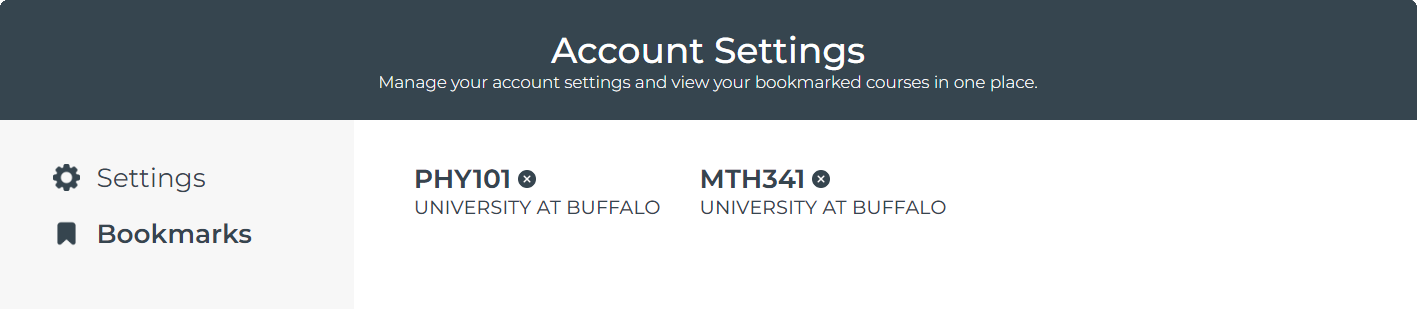 Account Settings
Manage your account settings and view your bookmarked courses in one place.
Settings
Bookmarks
PHY101
UNIVERSITY AT BUFFALO
MTH341
UNIVERSITY AT BUFFALO